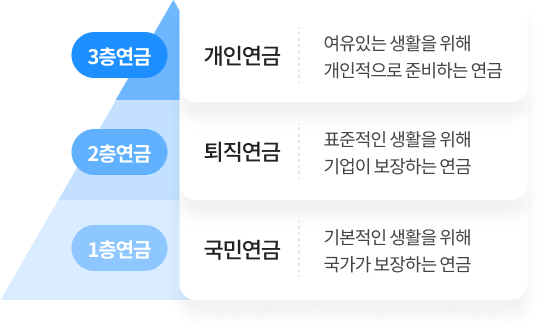 3층연금
개인연금
여유있는 생활을 위해
개인적으로 준비하는 연금
2층연금
퇴직연금
표준적인 생활을 위해
기업이 보장하는 연금
1층연금
국민연금
기본적인 생활을 위해
국가가 보장하는 연금